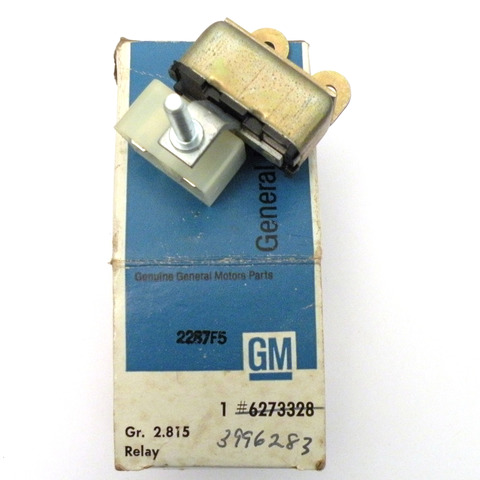 General
Genuine General Motors Parts
2287F5
GM
1 #6273328
Gr. 2.815
3996283
Relay